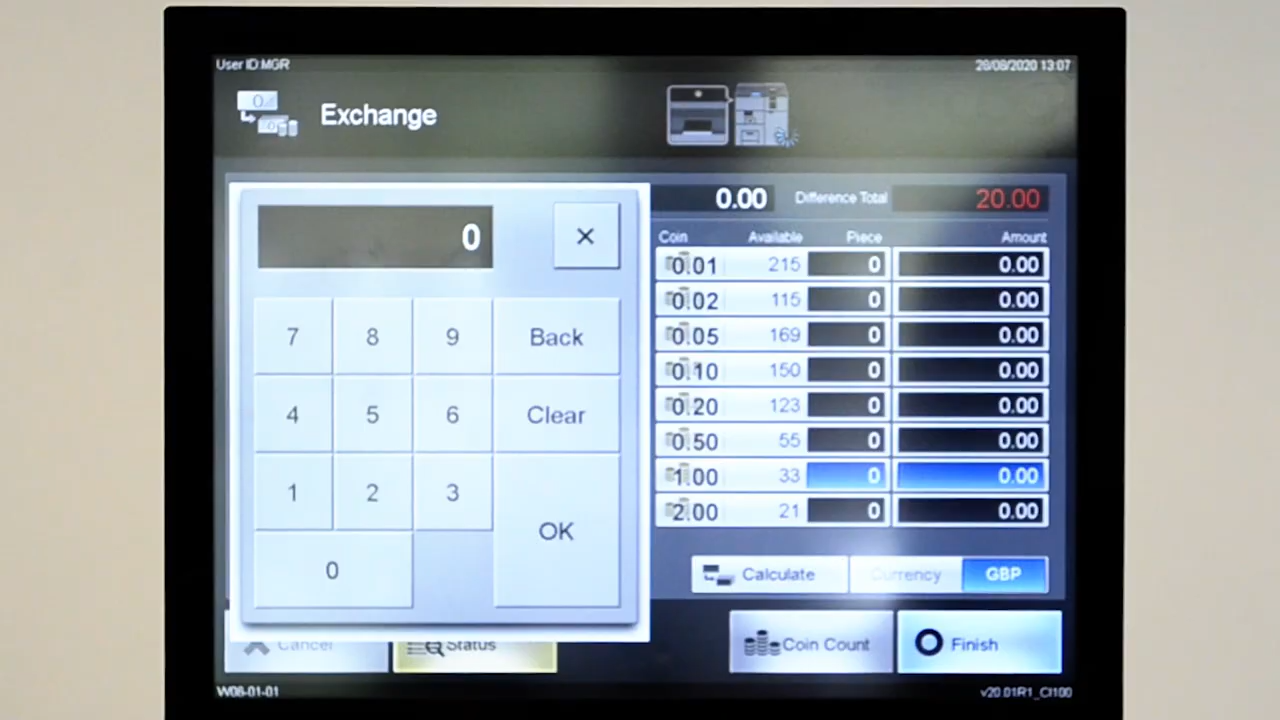 User ID:MGR 29/09/2020 13:07
Exchange
0.00 Difference Total 20.00
0 ×
Coin Available Piece Amount
0.01 215 0 0.00
0.02 115 0 0.00
0.05 169 0 0.00
0.10 150 0 0.00
0.20 123 0 0.00
0.50 55 0 0.00
1.00 33 0 0.00
2.00 21 0 0.00
7 8 9 Back
4 5 6 Clear
1 2 3 OK
0
Calculate Currency GBP
Cancel Status Coin Count Finish
W08-01-01 v20.01R1_CI100